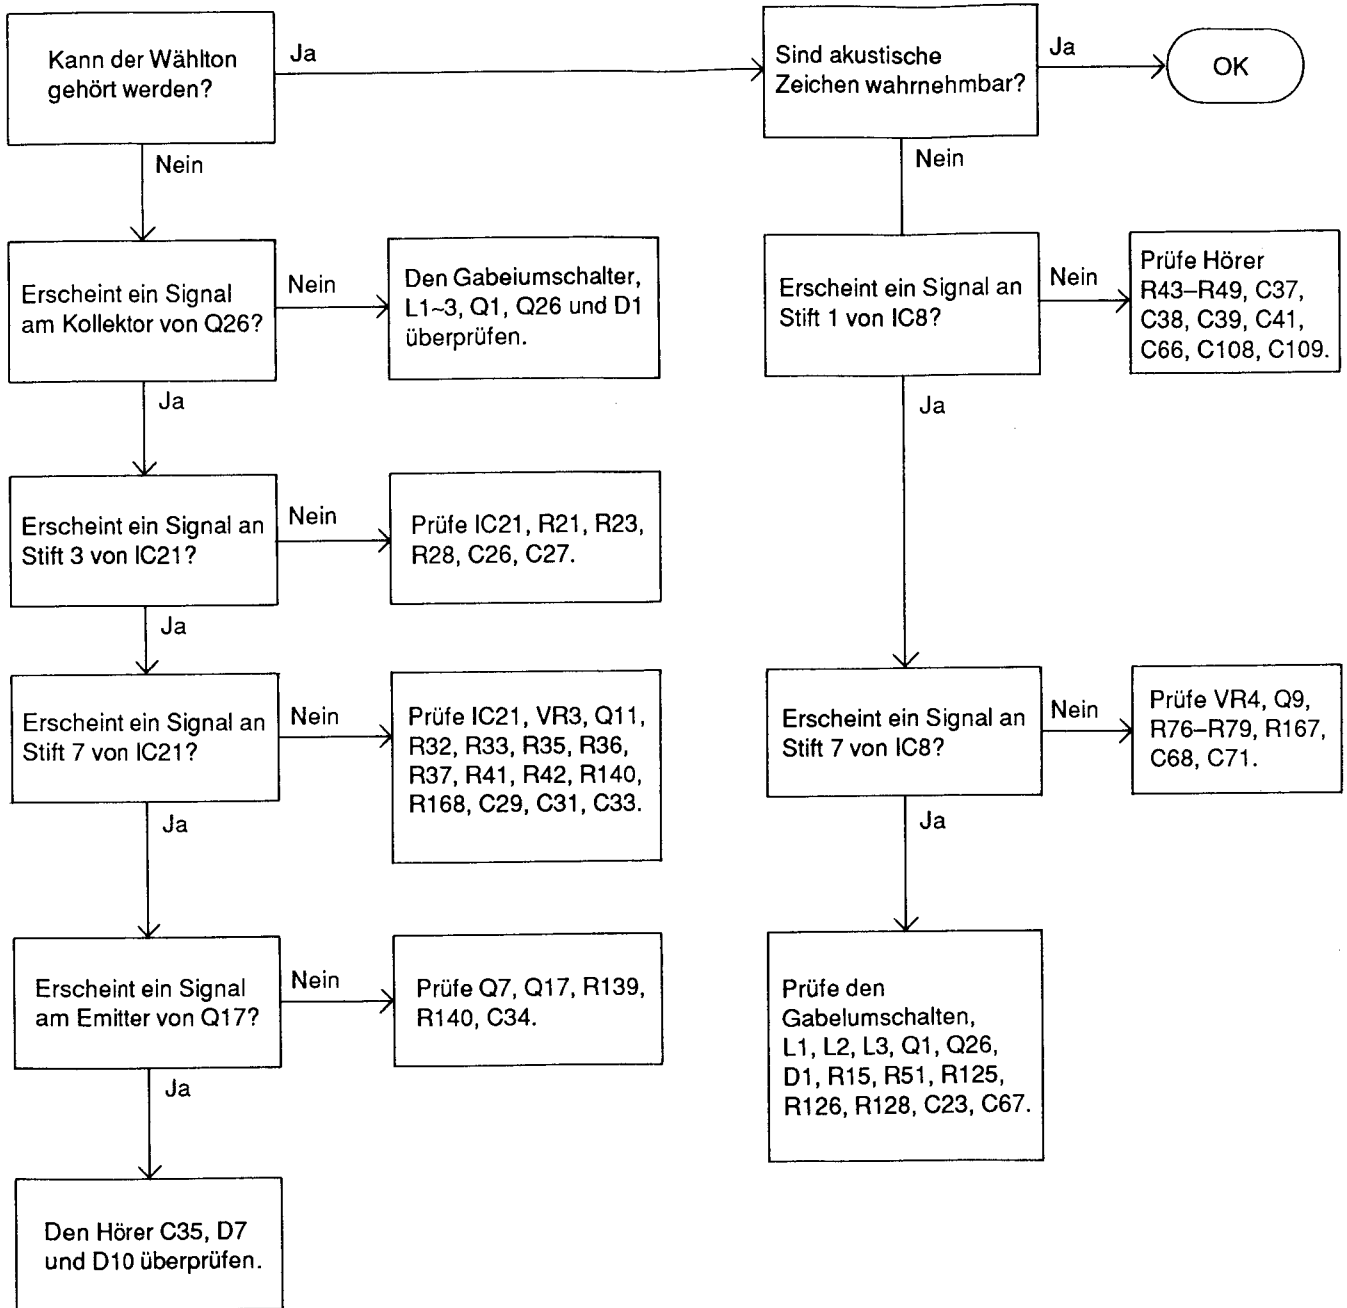 Kann der Wählton
gehört werden?
Ja
Sind akustische
Zeichen wahrnehmbar?
Ja
OK
Nein
Nein
Erscheint ein Signal
am Kollektor von Q26?
Nein
Den Gabeiumschalter,
L1~3, Q1, Q26 und D1
überprüfen.
Erscheint ein Signal an
Stift 1 von IC8?
Nein
Prüfe Hörer
R43–R49, C37,
C38, C39, C41,
C66, C108, C109.
Ja
Ja
Erscheint ein Signal an
Stift 3 von IC21?
Nein
Prüfe IC21, R21, R23,
R28, C26, C27.
Ja
Erscheint ein Signal an
Stift 7 von IC21?
Nein
Prüfe IC21, VR3, Q11,
R32, R33, R35, R36,
R37, R41, R42, R140,
R168, C29, C31, C33.
Erscheint ein Signal an
Stift 7 von IC8?
Nein
Prüfe VR4, Q9,
R76–R79, R167,
C68, C71.
Ja
Ja
Erscheint ein Signal
am Emitter von Q17?
Nein
Prüfe Q7, Q17, R139,
R140, C34.
Prüfe den
Gabelumschalten,
L1, L2, L3, Q1, Q26,
D1, R15, R51, R125,
R126, R128, C23, C67.
Ja
Den Hörer C35, D7
und D10 überprüfen.